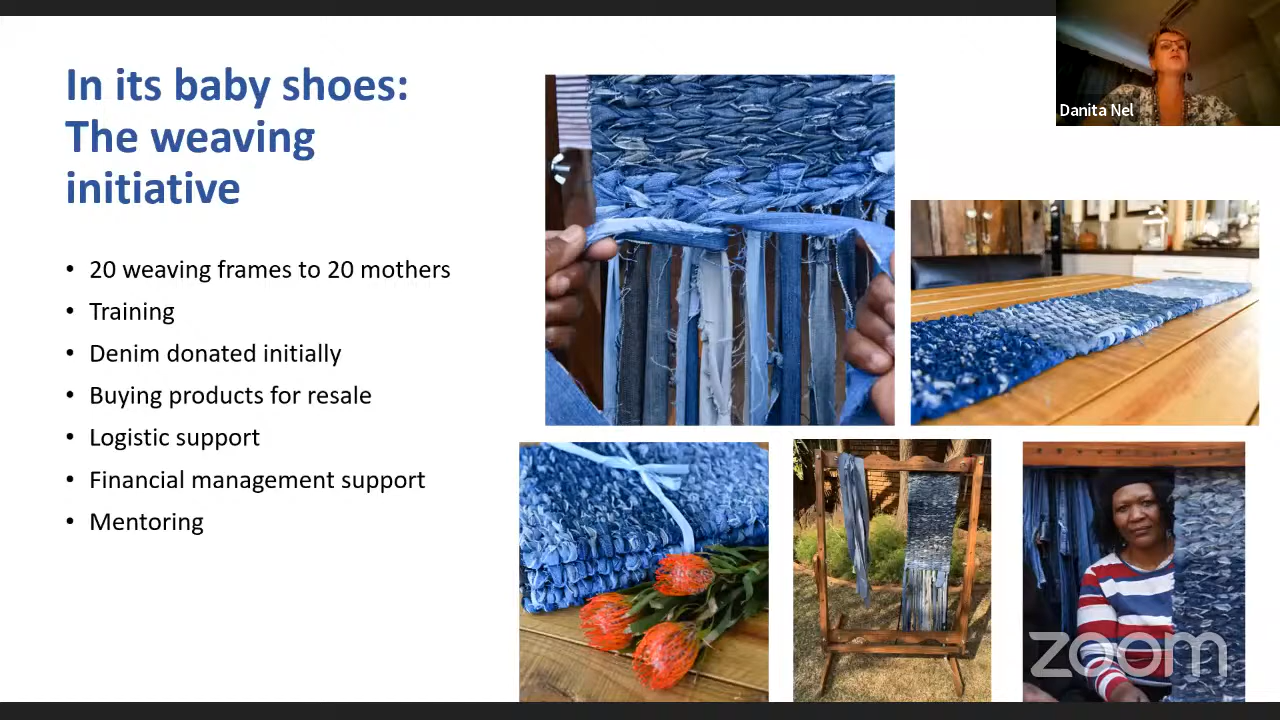 In its baby shoes:
The weaving
initiative
• 20 weaving frames to 20 mothers
• Training
• Denim donated initially
• Buying products for resale
• Logistic support
• Financial management support
• Mentoring
Danita Nel
zoom